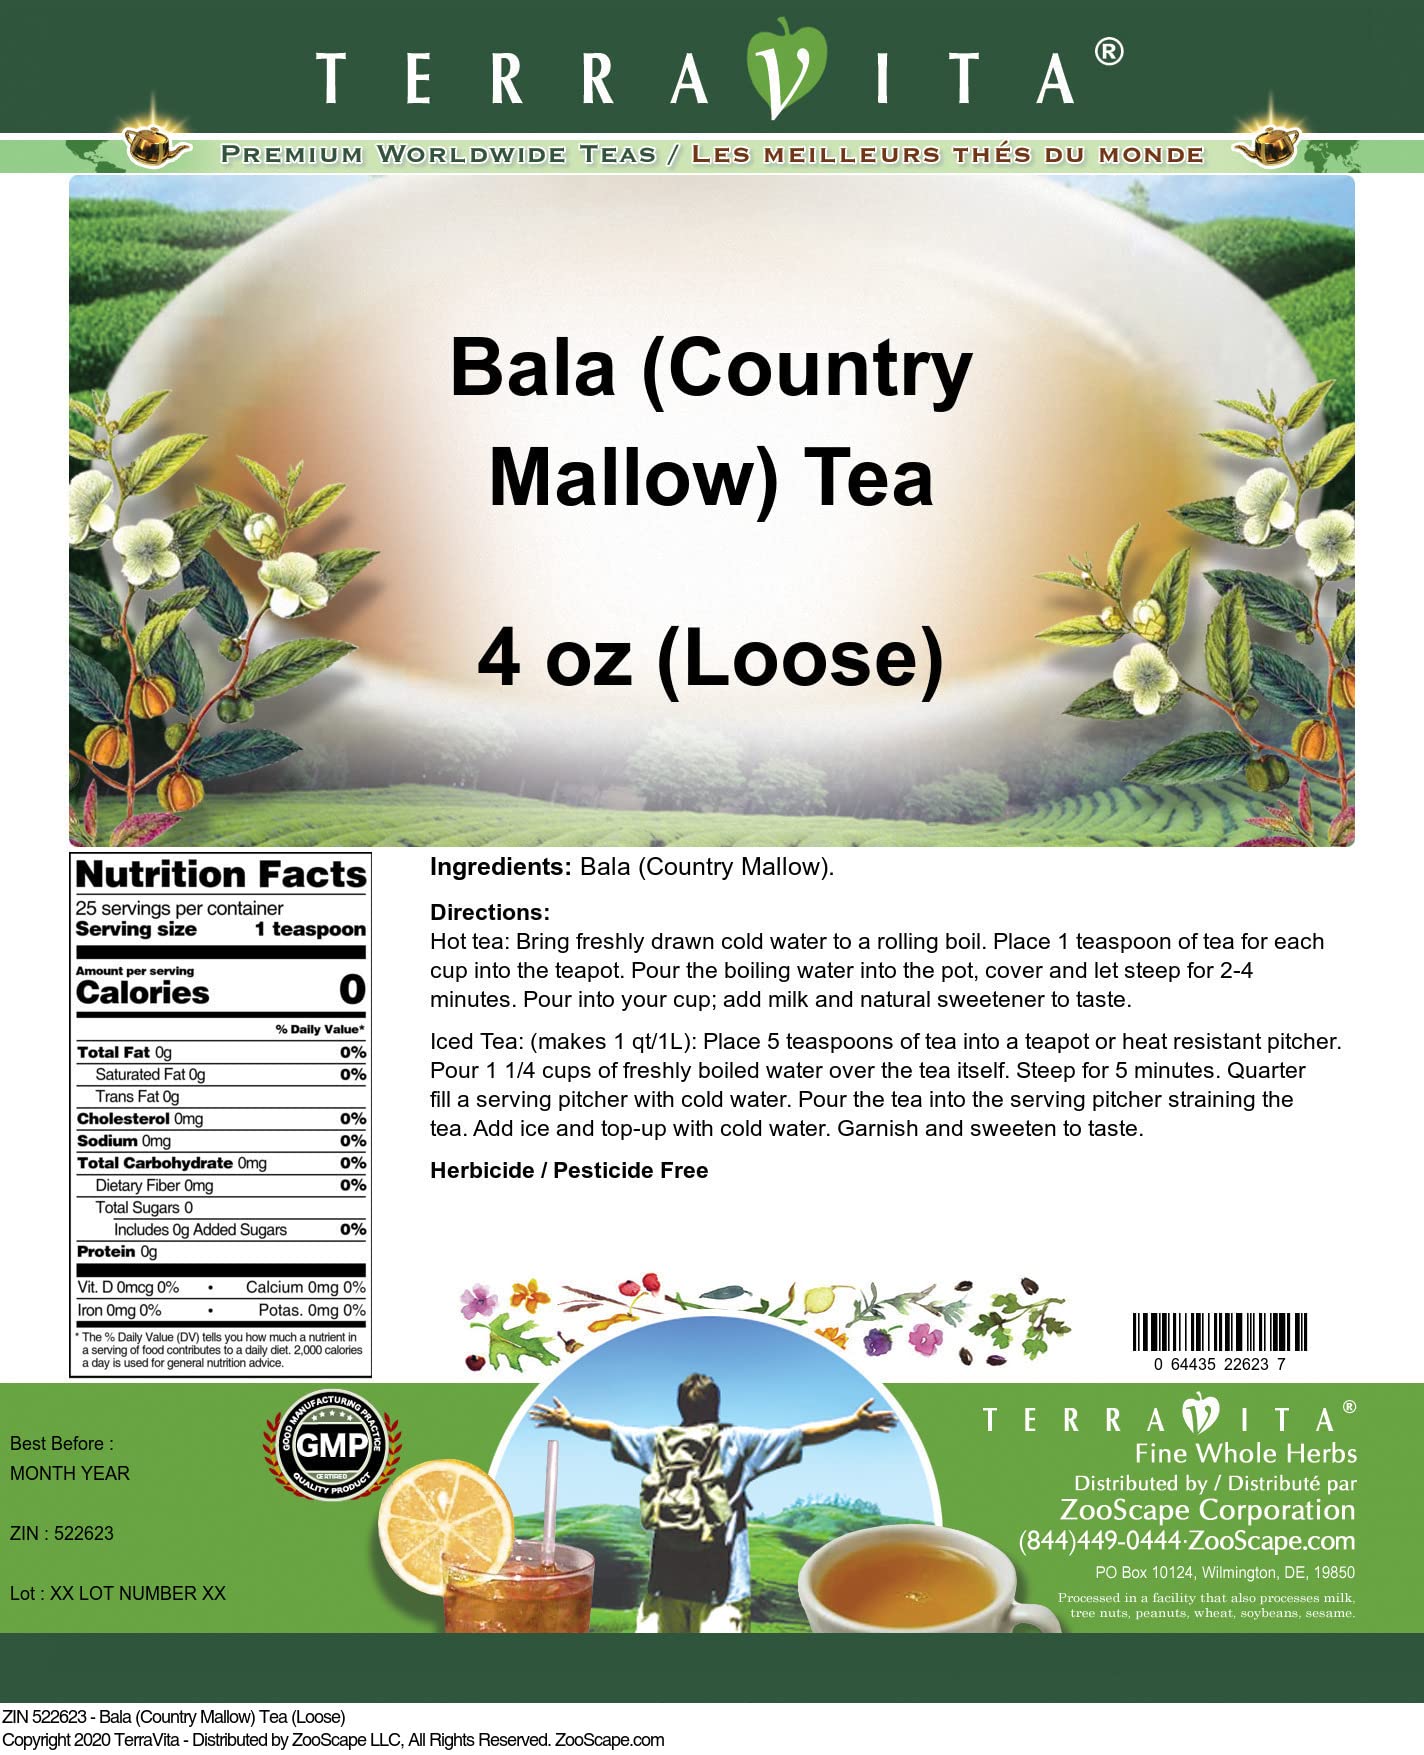 TERRAVITA®
PREMIUM WORLDWIDE TEAS / LES MEILLEURS THÉS DU MONDE
Bala (Country
Mallow) Tea
4 oz (Loose)
Nutrition Facts
25 servings per container
Serving size 1 teaspoon
Amount per serving
Calories 0
% Daily Value*
Total Fat 0g 0%
Saturated Fat 0g 0%
Trans Fat 0g
Cholesterol 0mg 0%
Sodium 0mg 0%
Total Carbohydrate 0mg 0%
Dietary Fiber 0mg 0%
Total Sugars 0
Includes 0g Added Sugars 0%
Protein 0g
Vit. D 0mcg 0% • Calcium 0mg 0%
Iron 0mg 0% • Potas. 0mg 0%
* The % Daily Value (DV) tells you how much a nutrient in
a serving of food contributes to a daily diet. 2,000 calories
a day is used for general nutrition advice.
Ingredients: Bala (Country Mallow).
Directions:
Hot tea: Bring freshly drawn cold water to a rolling boil. Place 1 teaspoon of tea for each
cup into the teapot. Pour the boiling water into the pot, cover and let steep for 2-4
minutes. Pour into your cup; add milk and natural sweetener to taste.
Iced Tea: (makes 1 qt/1L): Place 5 teaspoons of tea into a teapot or heat resistant pitcher.
Pour 1 1/4 cups of freshly boiled water over the tea itself. Steep for 5 minutes. Quarter
fill a serving pitcher with cold water. Pour the tea into the serving pitcher straining the
tea. Add ice and top-up with cold water. Garnish and sweeten to taste.
Herbicide / Pesticide Free
0 64435 22623 7
Best Before :
MONTH YEAR
ZIN : 522623
Lot : XX LOT NUMBER XX
GOOD MANUFACTURING PRACTICE
GMP
CERTIFIED
QUALITY PRODUCT
TERRAVITA®
Fine Whole Herbs
Distributed by / Distribué par
ZooScape Corporation
(844)449-0444·ZooScape.com
PO Box 10124, Wilmington, DE, 19850
Processed in a facility that also processes milk,
tree nuts, peanuts, wheat, soybeans, sesame.
ZIN 522623 - Bala (Country Mallow) Tea (Loose)
Copyright 2020 TerraVita - Distributed by ZooScape LLC, All Rights Reserved. ZooScape.com